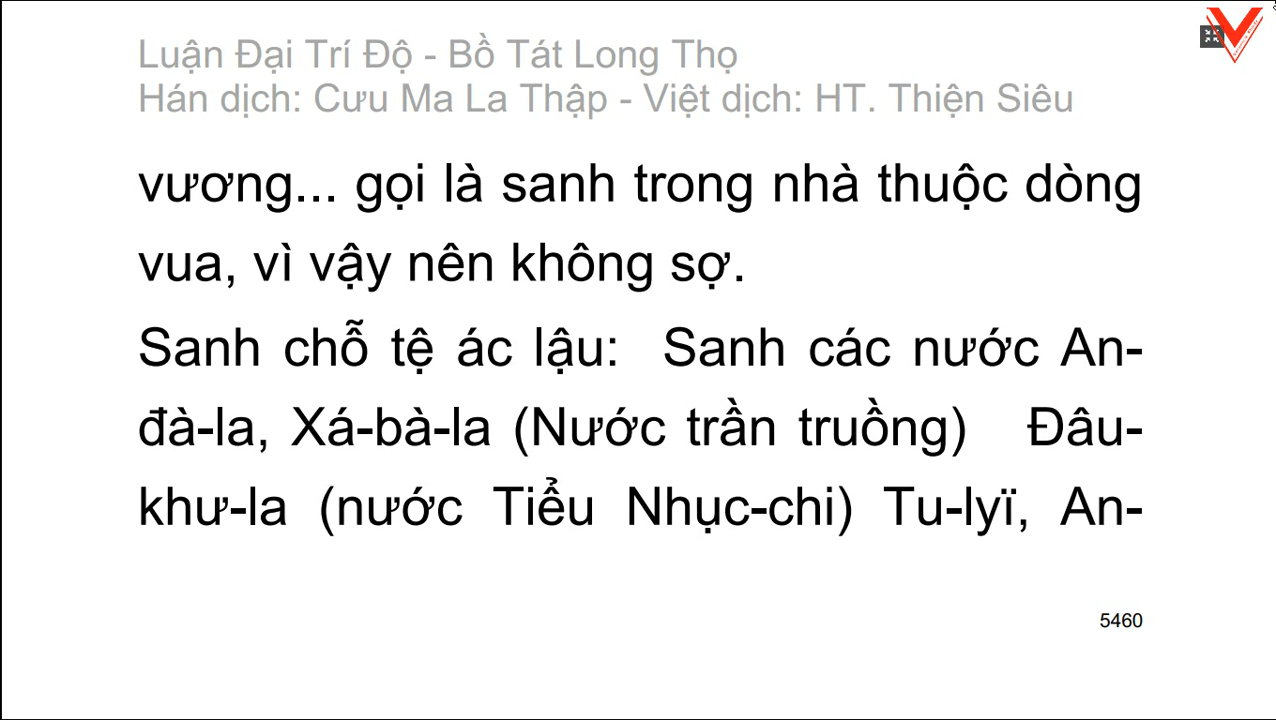 Luận Đại Trí Độ - Bồ Tát Long Thọ
Hán dịch: Cưu Ma La Thập - Việt dịch: HT. Thiện Siêu
vương... gọi là sanh trong nhà thuộc dòng
vua, vì vậy nên không sợ.
Sanh chỗ tệ ác lậu: Sanh các nước An-
đà-la, Xá-bà-la (Nước trần truồng) Đâu-
khư-la (nước Tiểu Nhục-chi) Tu-lyï, An-
5460